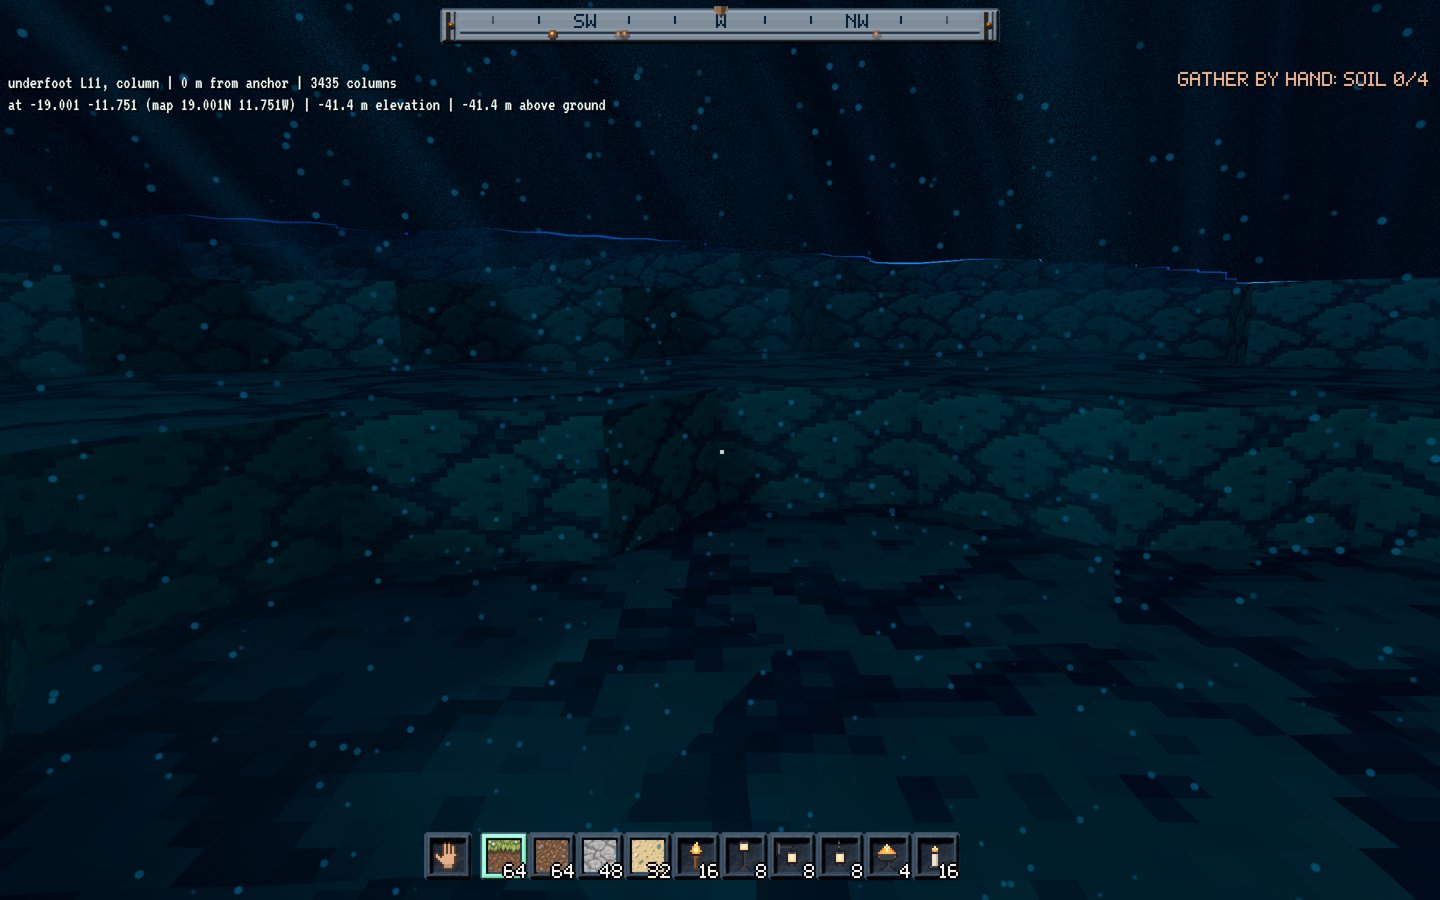 SW W NW
underfoot L11, column | 0 m from anchor | 3435 columns
GATHER BY HAND: SOIL 0/4
at -19.001 -11.751 (map 19.001N 11.751W) | -41.4 m elevation | -41.4 m above ground
64 64 48 32 16 8 8 8 4 16